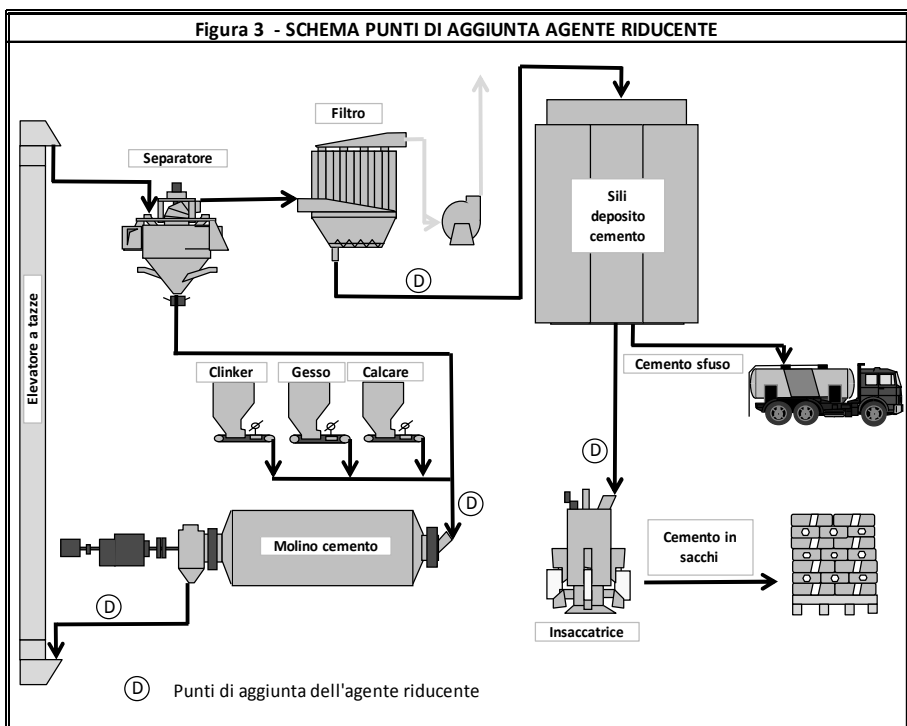 Figura 3 - SCHEMA PUNTI DI AGGIUNTA AGENTE RIDUCENTE
Filtro
Separatore
Sili
deposito
cemento
D
Elevatore a tazze
Clinker
Gesso
Calcare
Cemento sfuso
D
D
Molino cemento
Cemento in
sacchi
D
Insaccatrice
D Punti di aggiunta dell'agente riducente